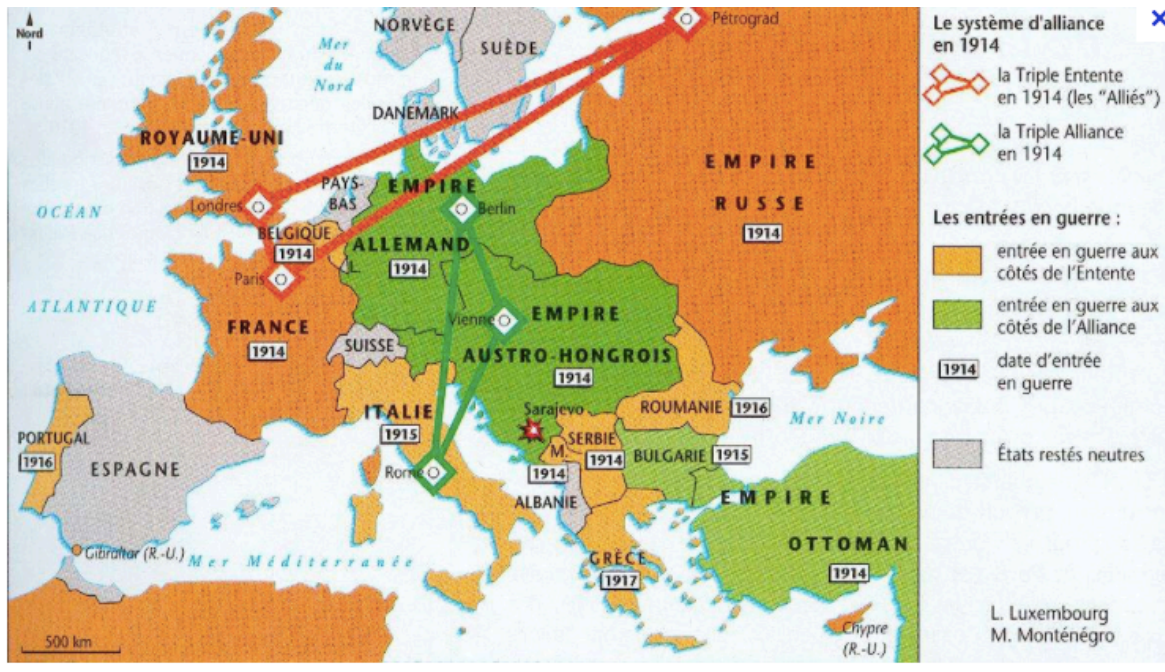 Nord
NORVÈGE
Pétrograd
SUÈDE
Mer
du
Nord
DANEMARK
ROYAUME-UNI
1914
EMPIRE
RUSSE
1914
PAYS-
BAS
EMPIRE
Berlin
OCÉAN
Londres
BELGIQUE
1914
ALLEMAND
1914
L.
Paris
ATLANTIQUE
FRANCE
1914
Vienne
EMPIRE
AUSTRO-HONGROIS
1914
SUISSE
ITALIE
1915
Sarajevo
ROUMANIE
1916
Mer Noire
SERBIE
1914
M.
1914
BULGARIE
1915
PORTUGAL
1916
ESPAGNE
Rome
ALBANIE
EMPIRE
OTTOMAN
1914
Gibraltar (R.-U.)
Mer Méditerranée
GRÈCE
1917
Chypre
(R.-U.)
500 km
Le système d'alliance
en 1914
la Triple Entente
en 1914 (les "Alliés")
la Triple Alliance
en 1914
Les entrées en guerre :
entrée en guerre aux
côtés de l'Entente
entrée en guerre aux
côtés de l'Alliance
1914
date d'entrée
en guerre
États restés neutres
L. Luxembourg
M. Monténégro